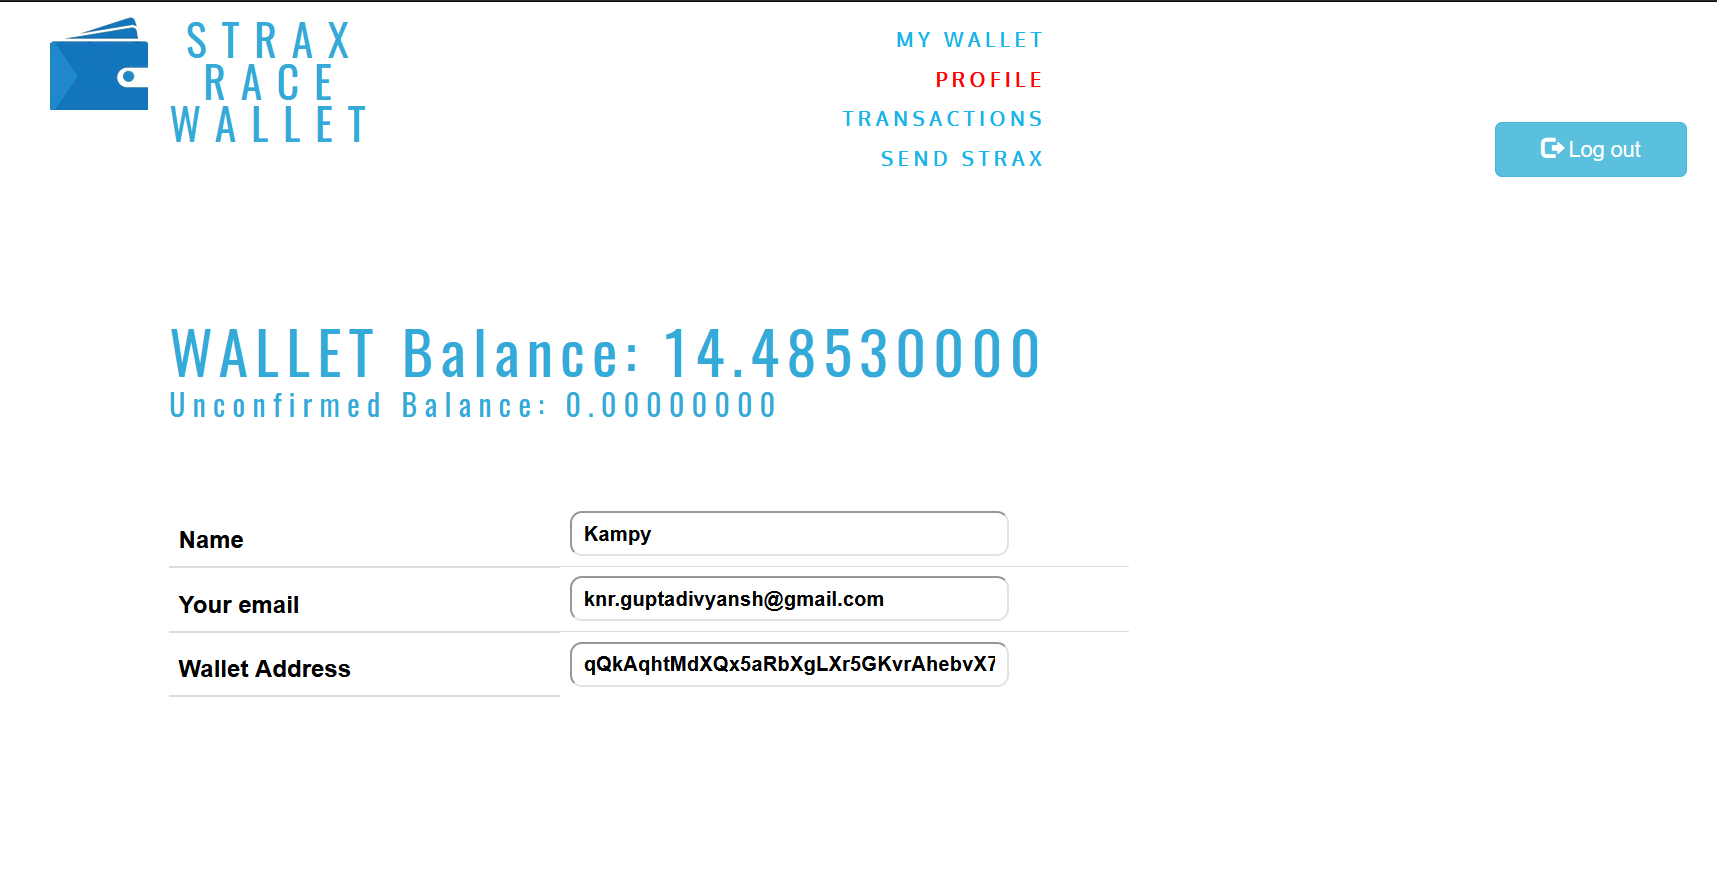 STRAX
RACE
WALLET
MY WALLET
PROFILE
TRANSACTIONS
SEND STRAX
Log out
WALLET Balance: 14.48530000
Unconfirmed Balance: 0.00000000
Name
Kampy
Your email
knr.guptadivyansh@gmail.com
Wallet Address
qQkAqhtMdXQx5aRbXgLXr5GKvrAhebvX7